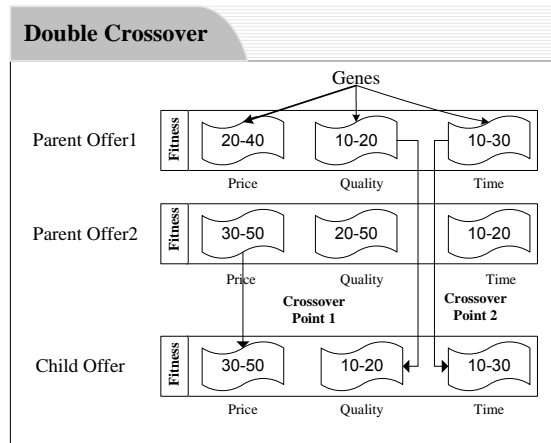 Double Crossover
Genes
Parent Offer1
Fitness
20-40
10-20
10-30
Price
Quality
Time
Parent Offer2
Fitness
30-50
20-50
10-20
Price
Quality
Time
Crossover
Point 1
Crossover
Point 2
Child Offer
Fitness
30-50
10-20
10-30
Price
Quality
Time